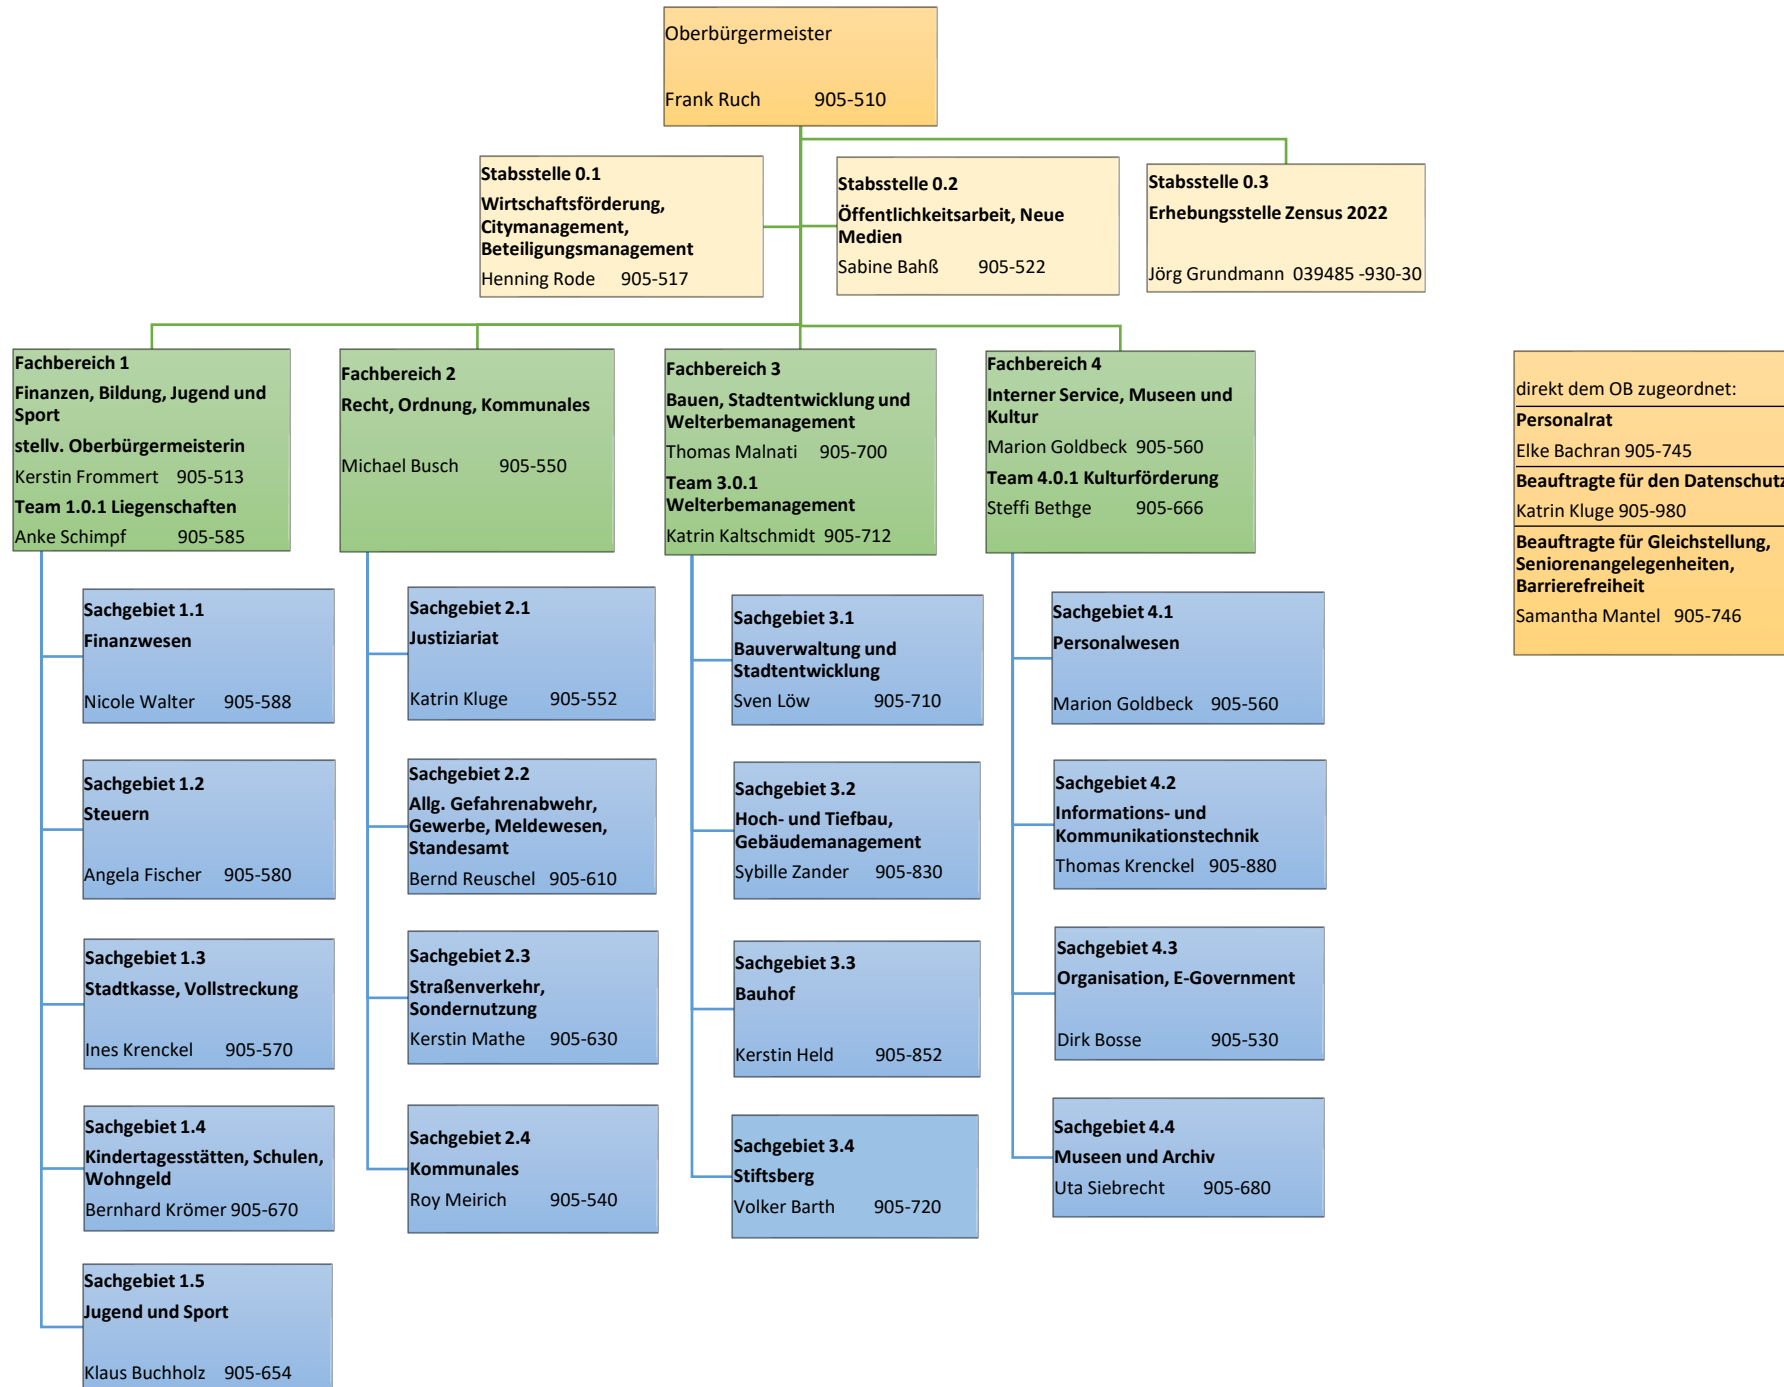 Oberbürgermeister
Frank Ruch 905-510
Stabsstelle 0.1
Wirtschaftsförderung,
Citymanagement,
Beteiligungsmanagement
Henning Rode 905-517
Stabsstelle 0.2
Öffentlichkeitsarbeit, Neue
Medien
Sabine Bahß 905-522
Stabsstelle 0.3
Erhebungsstelle Zensus 2022
Jörg Grundmann 039485 -930-30
Fachbereich 1
Finanzen, Bildung, Jugend und
Sport
stellv. Oberbürgermeisterin
Kerstin Frommert 905-513
Team 1.0.1 Liegenschaften
Anke Schimpf 905-585
Fachbereich 2
Recht, Ordnung, Kommunales
Michael Busch 905-550
Fachbereich 3
Bauen, Stadtentwicklung und
Welterbemanagement
Thomas Malnati 905-700
Team 3.0.1
Welterbemanagement
Katrin Kaltschmidt 905-712
Fachbereich 4
Interner Service, Museen und
Kultur
Marion Goldbeck 905-560
Team 4.0.1 Kulturförderung
Steffi Bethge 905-666
direkt dem OB zugeordnet:
Personalrat
Elke Bachran 905-745
Beauftragte für den Datenschutz
Katrin Kluge 905-980
Beauftragte für Gleichstellung,
Seniorenangelegenheiten,
Barrierefreiheit
Samantha Mantel 905-746
Sachgebiet 1.1
Finanzwesen
Nicole Walter 905-588
Sachgebiet 1.2
Steuern
Angela Fischer 905-580
Sachgebiet 1.3
Stadtkasse, Vollstreckung
Ines Krenckel 905-570
Sachgebiet 1.4
Kindertagesstätten, Schulen,
Wohngeld
Bernhard Krömer 905-670
Sachgebiet 1.5
Jugend und Sport
Klaus Buchholz 905-654
Sachgebiet 2.1
Justiziariat
Katrin Kluge 905-552
Sachgebiet 2.2
Allg. Gefahrenabwehr,
Gewerbe, Meldewesen,
Standesamt
Bernd Reuschel 905-610
Sachgebiet 2.3
Straßenverkehr,
Sondernutzung
Kerstin Mathe 905-630
Sachgebiet 2.4
Kommunales
Roy Meirich 905-540
Sachgebiet 3.1
Bauverwaltung und
Stadtentwicklung
Sven Löw 905-710
Sachgebiet 3.2
Hoch- und Tiefbau,
Gebäudemanagement
Sybille Zander 905-830
Sachgebiet 3.3
Bauhof
Kerstin Held 905-852
Sachgebiet 3.4
Stiftsberg
Volker Barth 905-720
Sachgebiet 4.1
Personalwesen
Marion Goldbeck 905-560
Sachgebiet 4.2
Informations- und
Kommunikationstechnik
Thomas Krenckel 905-880
Sachgebiet 4.3
Organisation, E-Government
Dirk Bosse 905-530
Sachgebiet 4.4
Museen und Archiv
Uta Siebrecht 905-680